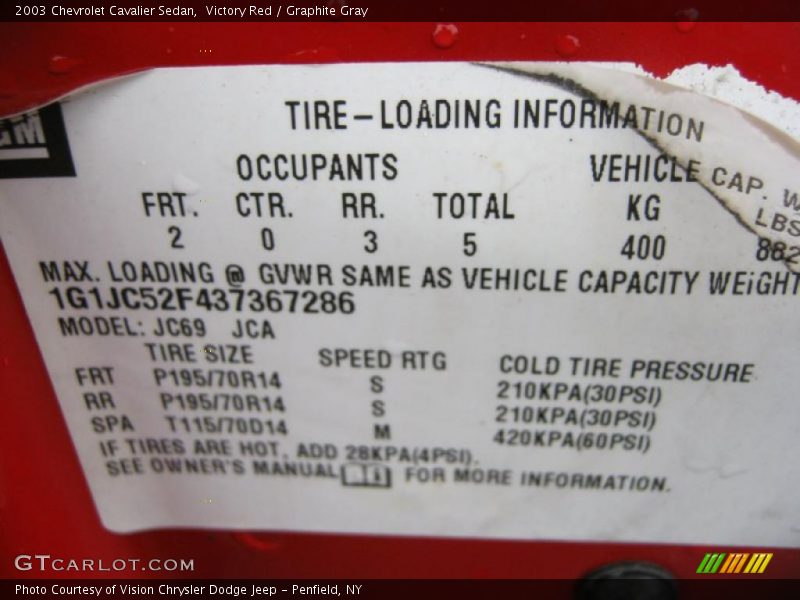 2003 Chevrolet Cavalier Sedan, Victory Red / Graphite Gray
GM
TIRE-LOADING INFORMATION
OCCUPANTS VEHICLE CAP. W
FRT. CTR. RR. TOTAL KG LBS
2 0 3 5 400 882
MAX. LOADING @ GVWR SAME AS VEHICLE CAPACITY WEiGHT
1G1JC52F437367286
MODEL: JC69 JCA
TIRE SIZE SPEED RTG COLD TIRE PRESSURE
FRT P195/70R14 S 210KPA(30PSI)
RR P195/70R14 S 210KPA(30PSI)
SPA T115/70D14 M 420KPA(60PSI)
IF TIRES ARE HOT, ADD 28KPA(4PSI).
SEE OWNER'S MANUAL FOR MORE INFORMATION.
GTCARLOT.COM
Photo Courtesy of Vision Chrysler Dodge Jeep - Penfield, NY